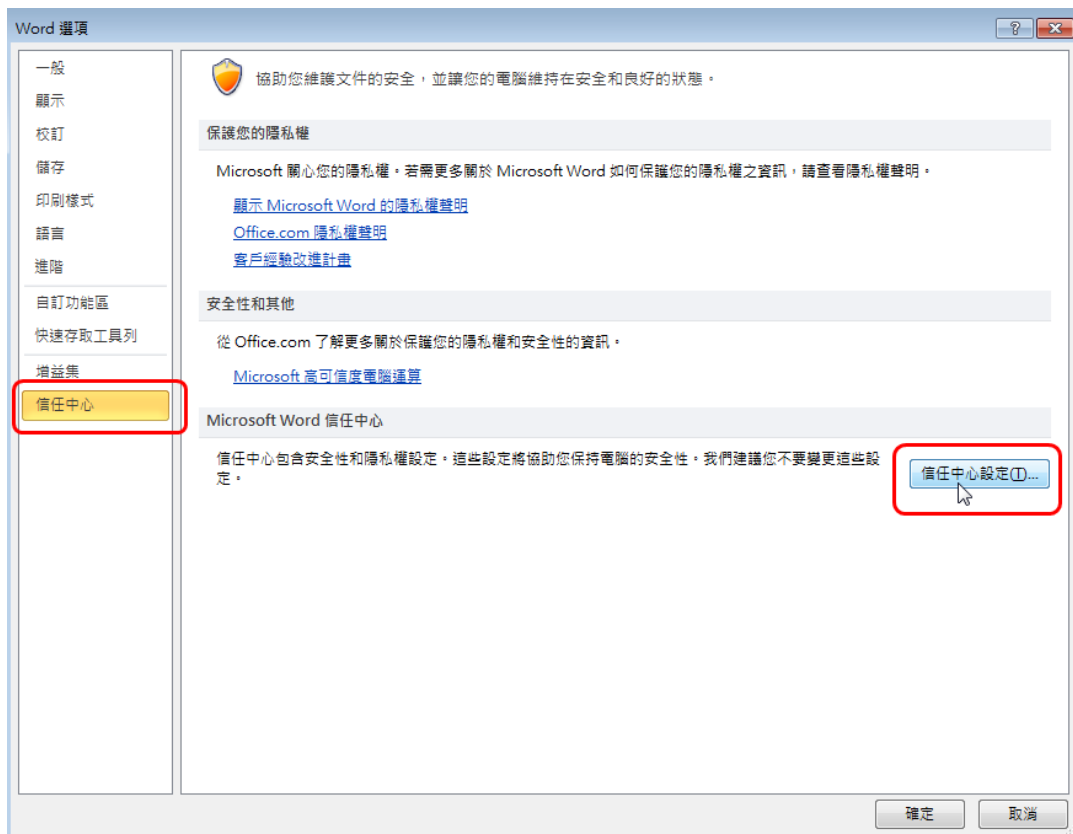 Word 選項
一般
顯示
校訂
儲存
印刷樣式
語言
進階
自訂功能區
快速存取工具列
增益集
信任中心
協助您維護文件的安全，並讓您的電腦維持在安全和良好的狀態。
保護您的隱私權
Microsoft 關心您的隱私權。若需更多關於 Microsoft Word 如何保護您的隱私權之資訊，請查看隱私權聲明。
顯示 Microsoft Word 的隱私權聲明
Office.com 隱私權聲明
客戶經驗改進計畫
安全性和其他
從 Office.com 了解更多關於保護您的隱私權和安全性的資訊。
Microsoft 高可信度電腦運算
Microsoft Word 信任中心
信任中心包含安全性和隱私權設定。這些設定將協助您保持電腦的安全性。我們建議您不要變更這些設
定。
信任中心設定(T)...
確定
取消